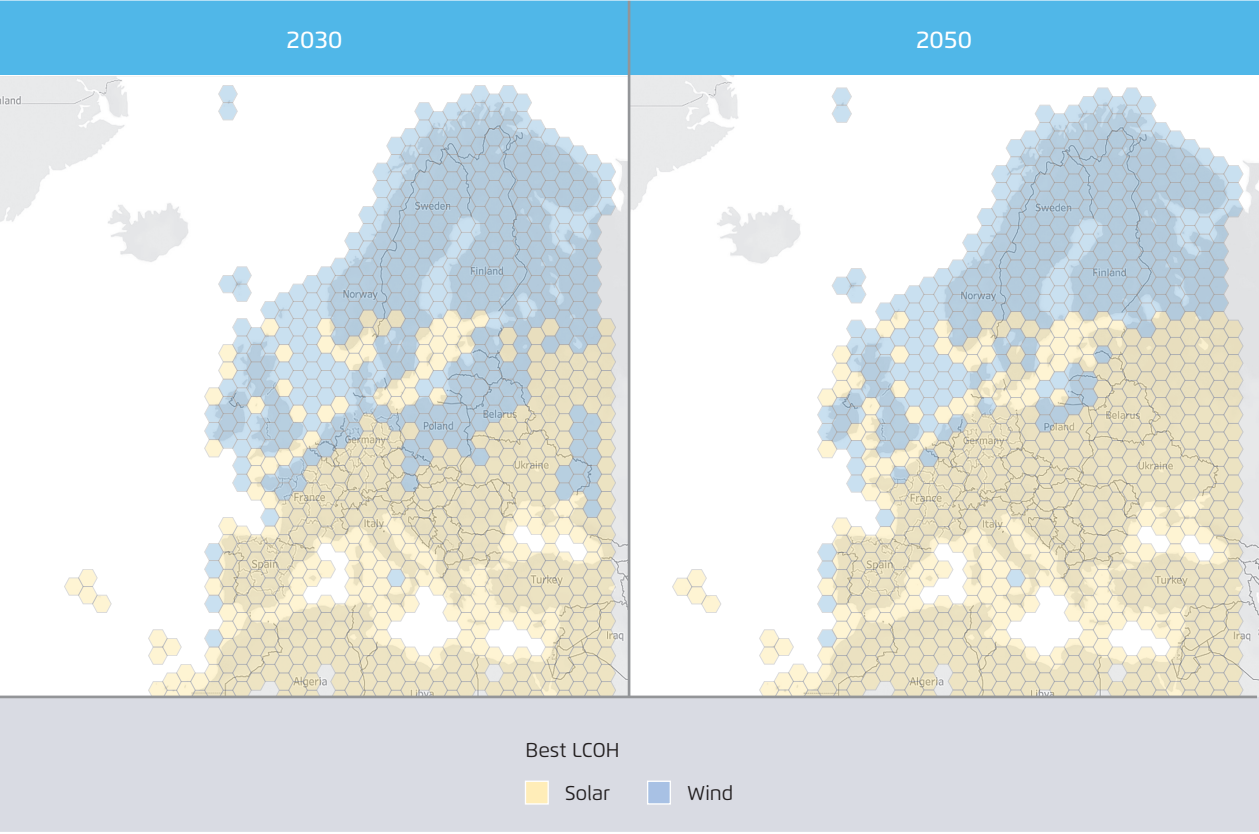 2030
2050
land
Sweden
Finland
Norway
Belarus
Poland
Germany
Ukraine
France
Italy
Spain
Turkey
Iraq
Algeria
Libya
Sweden
Finland
Norway
Belarus
Poland
Germany
Ukraine
France
Italy
Spain
Turkey
Iraq
Algeria
Libya
Best LCOH
Solar
Wind